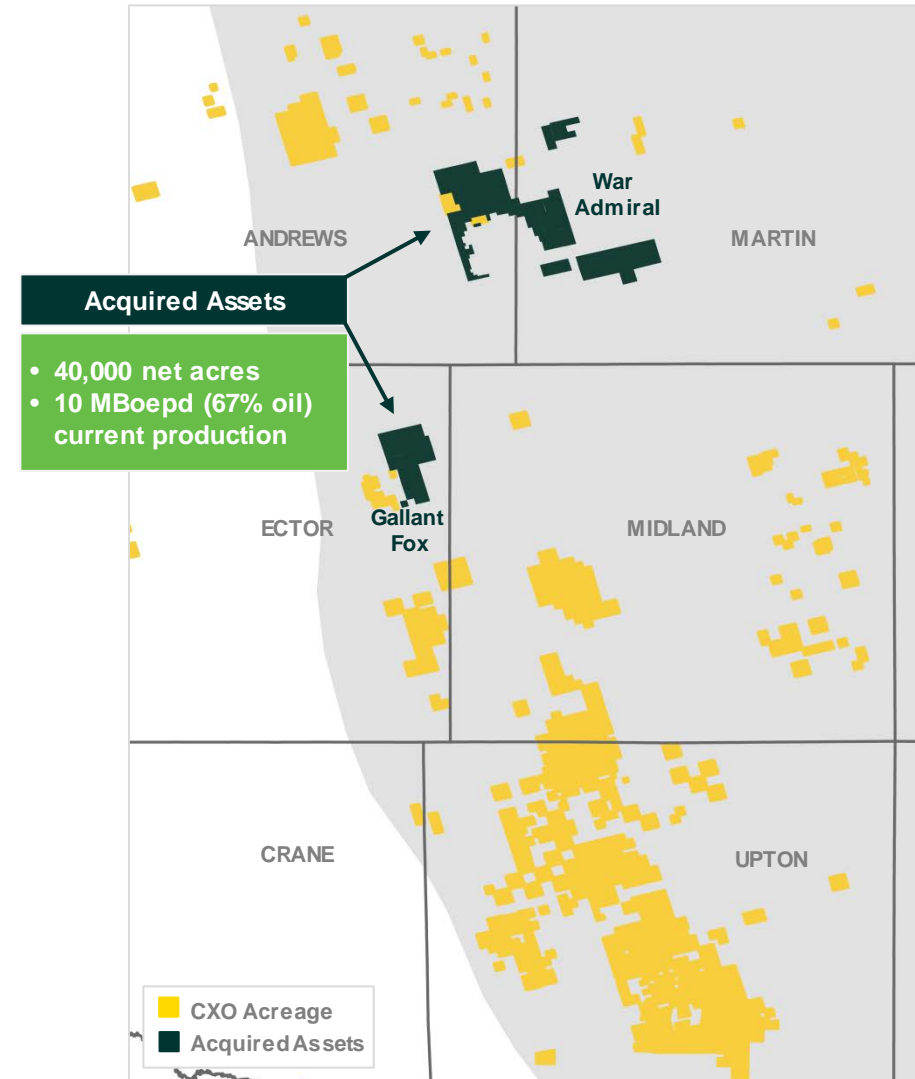 War
Admiral
ANDREWS
MARTIN
Acquired Assets
• 40,000 net acres
• 10 MBoepd (67% oil)
current production
ECTOR
Gallant
Fox
MIDLAND
CRANE
UPTON
CXO Acreage
Acquired Assets